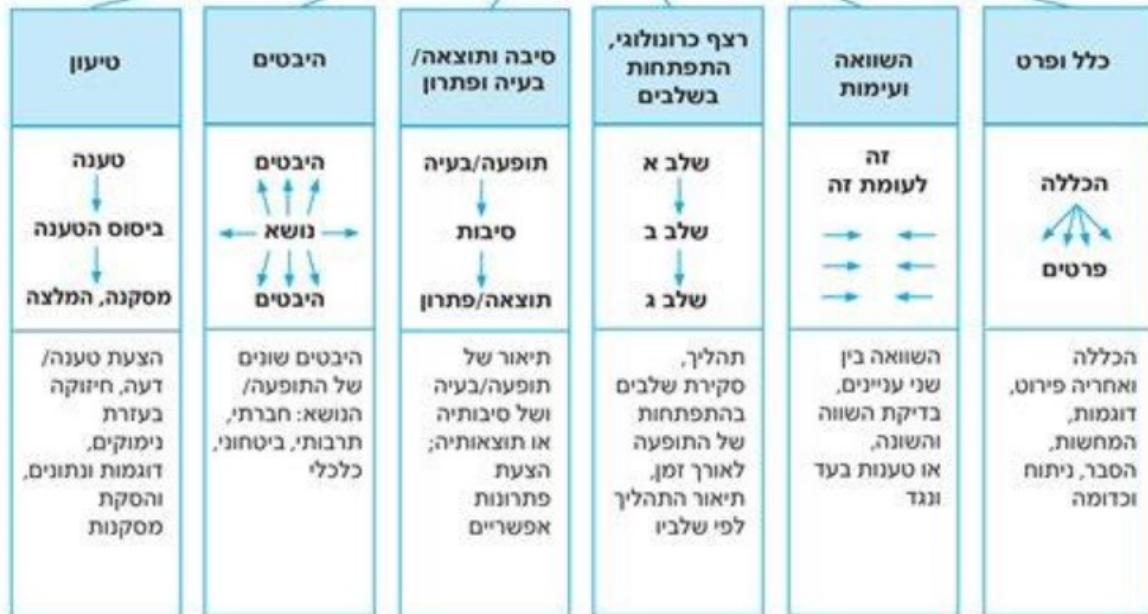 כלל ופרט
הכללה
פרטים
הכללה
ואחריה פירוט,
דוגמות,
המחשות,
הסבר, ניתוח
וכדומה
השוואה
ועימות
זה
לעומת זה
השוואה בין
שני עניינים,
בדיקת השווה
והשונה,
או טענות בעד
ונגד
רצף כרונולוגי,
התפתחות
בשלבים
שלב א
שלב ב
שלב ג
תהליך,
סקירת שלבים
בהתפתחות
של התופעה
לאורך זמן,
תיאור התהליך
לפי שלביו
סיבה ותוצאה/
בעיה ופתרון
תופעה/בעיה
סיבות
תוצאה/פתרון
תיאור של
תופעה/בעיה
ושל סיבותיה
או תוצאותיה;
הצעת
פתרונות
אפשריים
היבטים
היבטים
נושא
היבטים
היבטים שונים
של התופעה/
הנושא: חברתי,
תרבותי, ביטחוני,
כלכלי
טיעון
טענה
ביסוס הטענה
מסקנה, המלצה
הצעת טענה/
דעה, חיזוקה
בעזרת
נימוקים,
דוגמות ונתונים,
והסקת
מסקנות